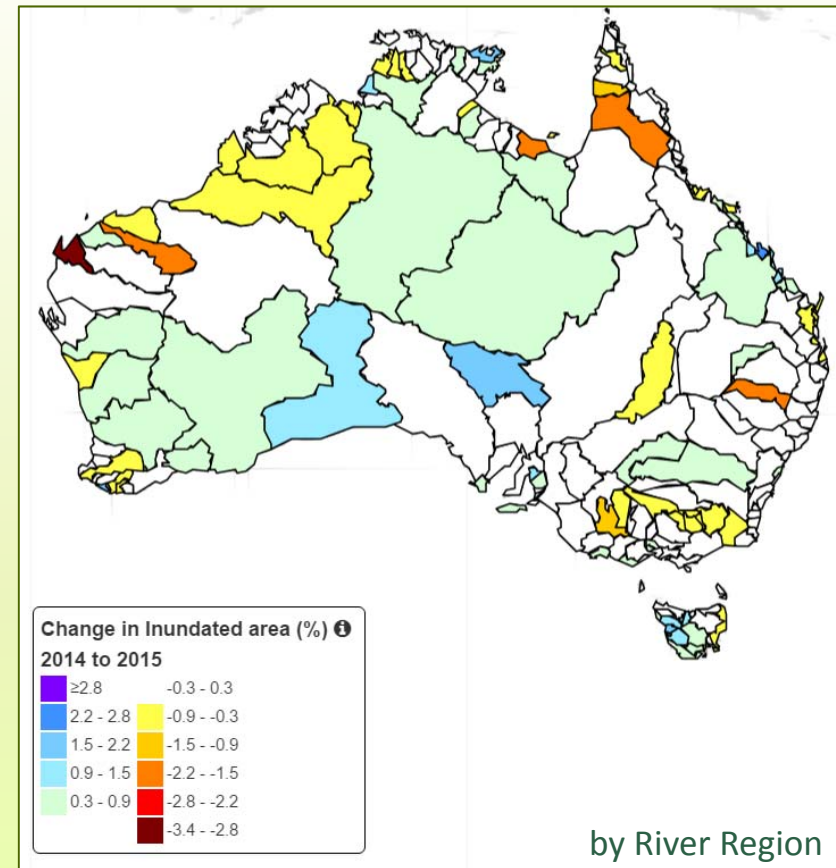 Change in Inundated area (%) ℹ
2014 to 2015
≥2.8 -0.3 - 0.3
2.2 - 2.8 -0.9 - -0.3
1.5 - 2.2 -1.5 - -0.9
0.9 - 1.5 -2.2 - -1.5
0.3 - 0.9 -2.8 - -2.2
-3.4 - -2.8
by River Region